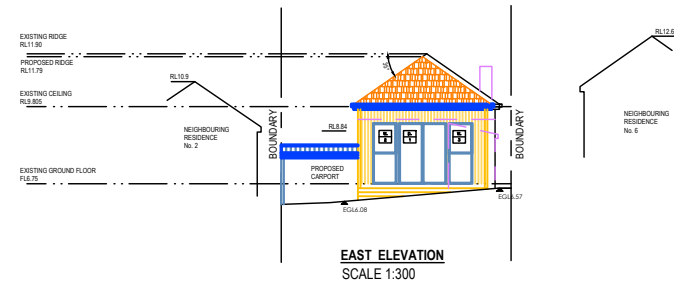 EXISTING RIDGE
RL11.90
PROPOSED RIDGE
RL11.79
RL12.6
RL10.9
EXISTING CEILING
RL9.805
NEIGHBOURING
RESIDENCE
No. 2
BOUNDARY
RL8.84
BOUNDARY
NEIGHBOURING
RESIDENCE
No. 6
EXISTING GROUND FLOOR
FL6.75
PROPOSED
CARPORT
EGL6.08
EGL6.57
EAST ELEVATION
SCALE 1:300